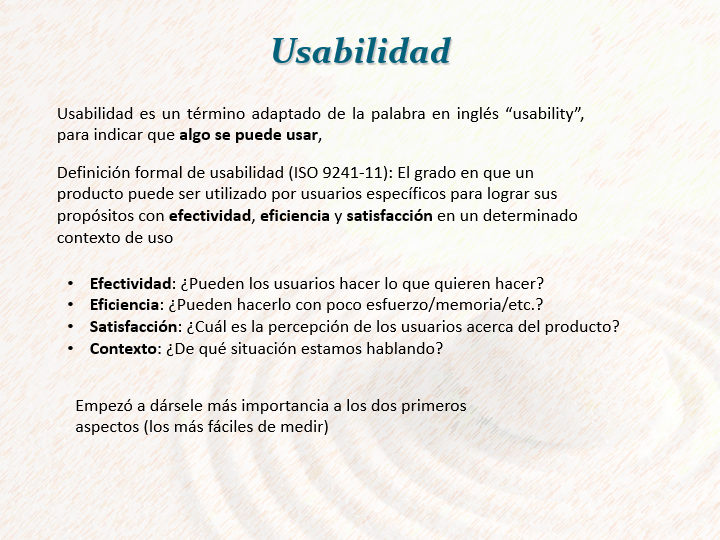 Usabilidad
Usabilidad es un término adaptado de la palabra en inglés “usability”,
para indicar que algo se puede usar,
Definición formal de usabilidad (ISO 9241-11): El grado en que un
producto puede ser utilizado por usuarios específicos para lograr sus
propósitos con efectividad, eficiencia y satisfacción en un determinado
contexto de uso
• Efectividad: ¿Pueden los usuarios hacer lo que quieren hacer?
• Eficiencia: ¿Pueden hacerlo con poco esfuerzo/memoria/etc.?
• Satisfacción: ¿Cuál es la percepción de los usuarios acerca del producto?
• Contexto: ¿De qué situación estamos hablando?
Empezó a dársele más importancia a los dos primeros
aspectos (los más fáciles de medir)